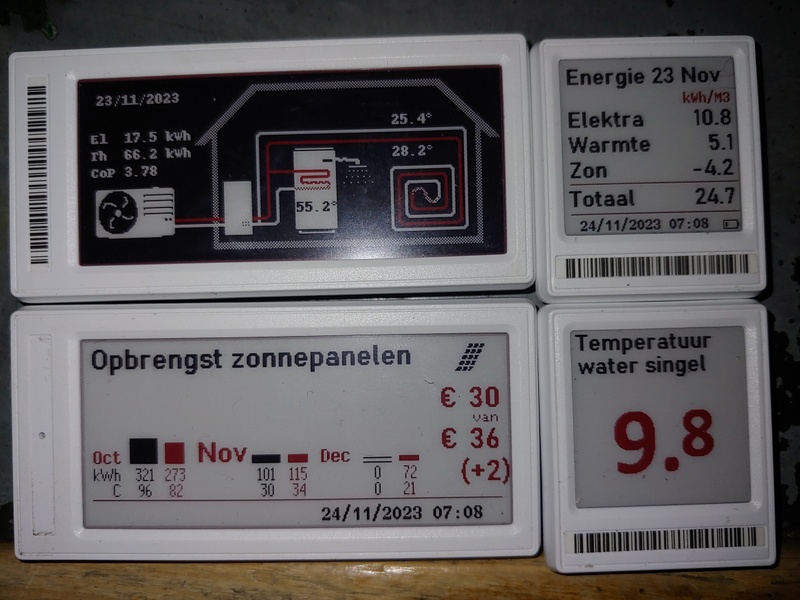 23/11/2023
El 17.5 kWh
Th 66.2 kWh
CoP 3.78
25.4°
28.2°
55.2°
Energie 23 Nov
kWh/M3
Elektra 10.8
Warmte 5.1
Zon -4.2
Totaal 24.7
24/11/2023 07:08
Opbrengst zonnepanelen
€ 30
van
€ 36
(+2)
Oct Nov Dec
kWh 321 273 101 115 0 72
C 96 82 30 34 0 21
24/11/2023 07:08
Temperatuur
water singel
9.8